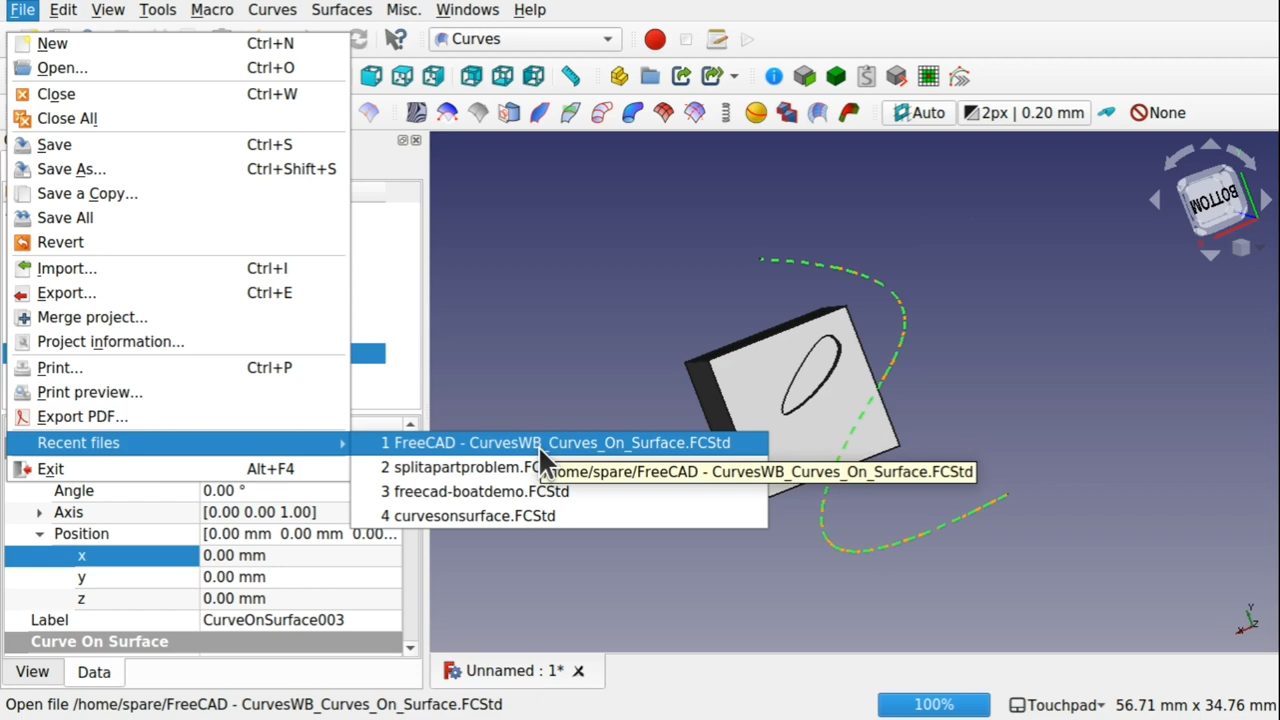 File Edit View Tools Macro Curves Surfaces Misc. Windows Help
Curves
New Ctrl+N
Open... Ctrl+O
Close Ctrl+W
Close All
Auto 2px | 0.20 mm None
Save Ctrl+S
Save As... Ctrl+Shift+S
Save a Copy...
Save All
Revert
BOTTOM
Import... Ctrl+I
Export... Ctrl+E
Merge project...
Project information...
Print... Ctrl+P
Print preview...
Export PDF...
Recent files
1 FreeCAD - CurvesWB_Curves_On_Surface.FCStd
Exit Alt+F4
2 splitapartproblem.FC
home/spare/FreeCAD - CurvesWB_Curves_On_Surface.FCStd
3 freecad-boatdemo.FCStd
4 curvesonsurface.FCStd
Angle 0.00 °
Axis [0.00 0.00 1.00]
Position [0.00 mm 0.00 mm 0.00...
x 0.00 mm
y 0.00 mm
z 0.00 mm
Label CurveOnSurface003
Curve On Surface
Y
Z
X
View Data
Unnamed : 1*
Open file /home/spare/FreeCAD - CurvesWB_Curves_On_Surface.FCStd
100%
Touchpad 56.71 mm x 34.76 mm